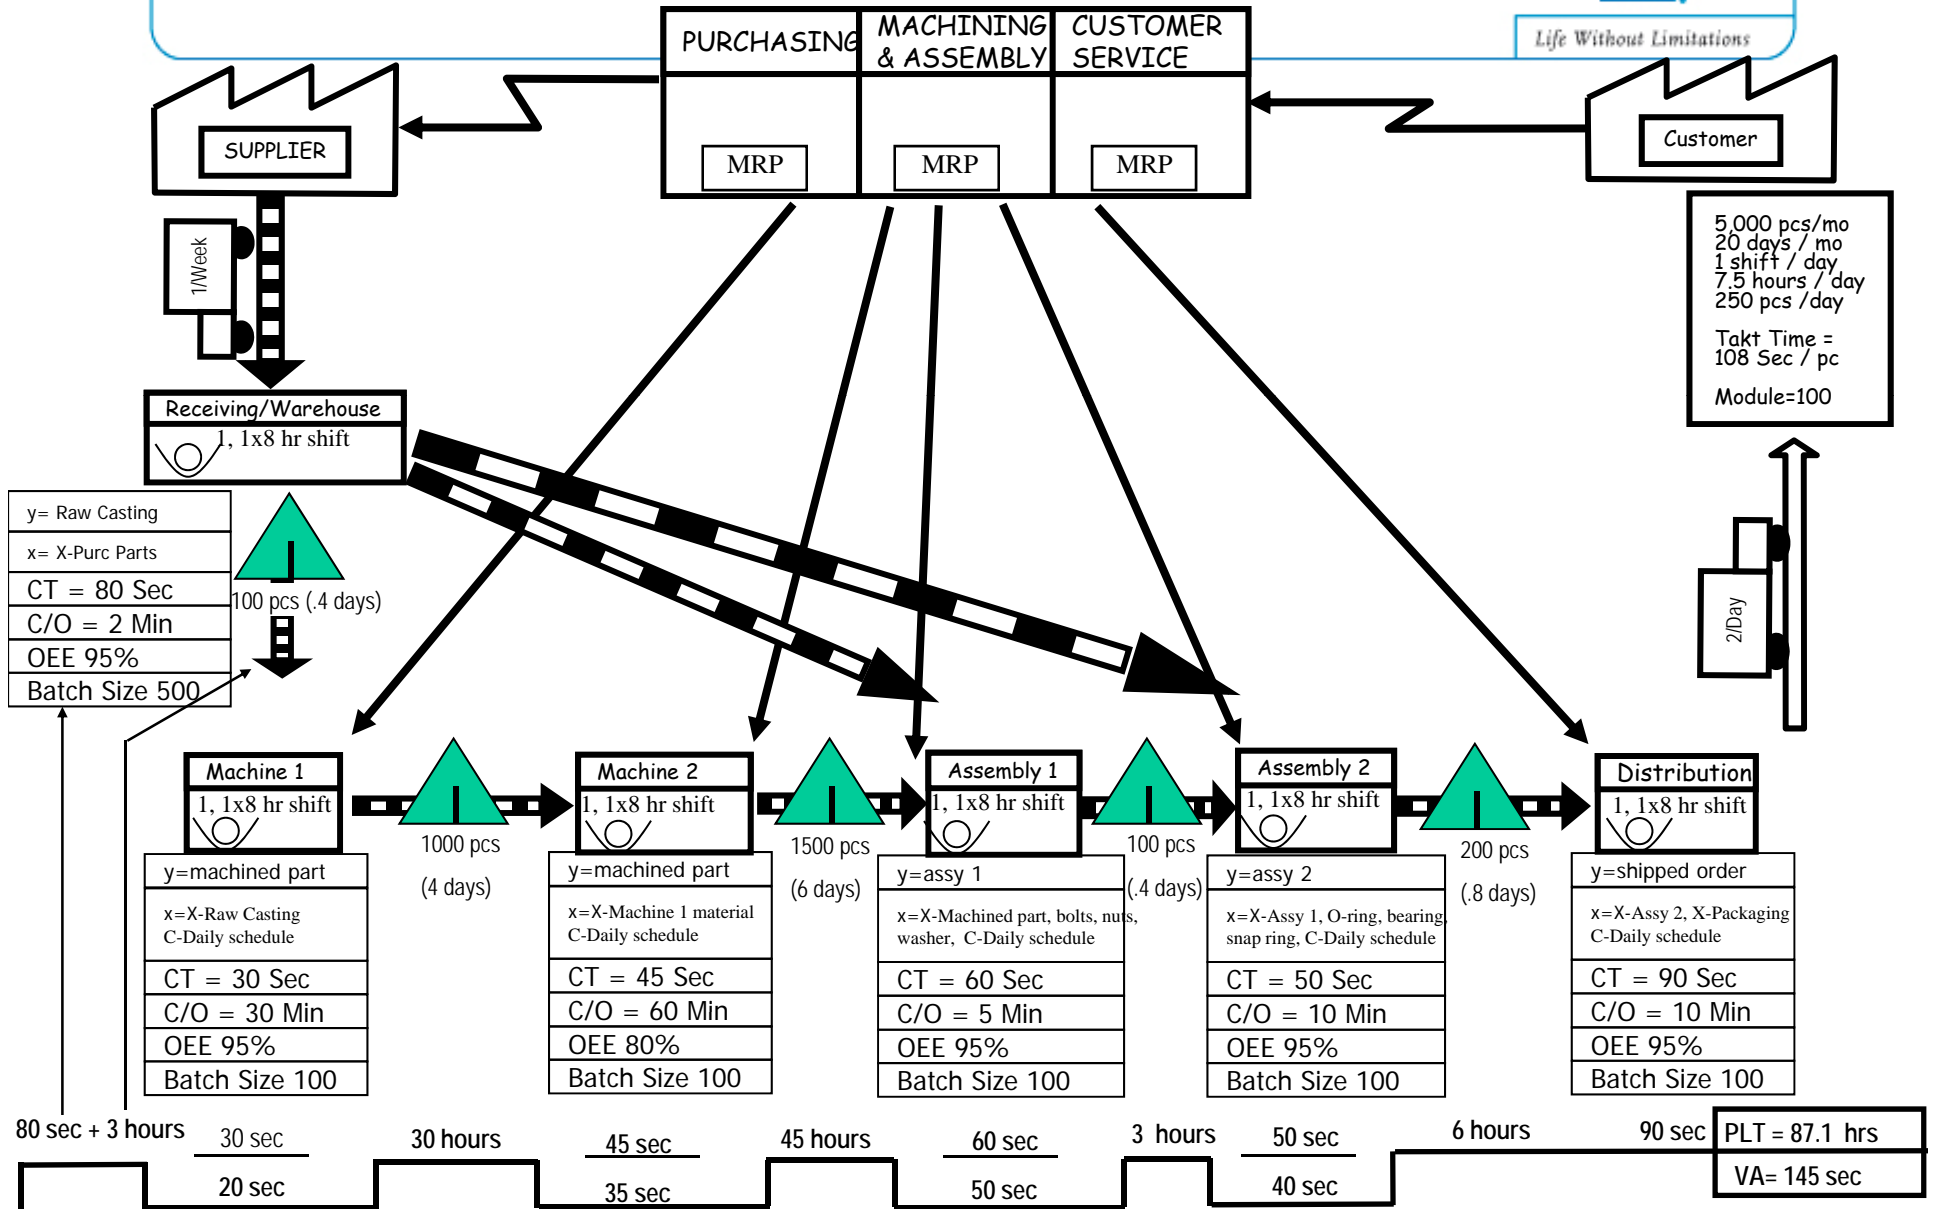 Life Without Limitations
PURCHASING
MACHINING
& ASSEMBLY
CUSTOMER
SERVICE
MRP
MRP
MRP
SUPPLIER
Customer
1/Week
5,000 pcs/mo
20 days / mo
1 shift / day
7.5 hours / day
250 pcs /day
Takt Time =
108 Sec / pc
Module=100
Receiving/Warehouse
1, 1x8 hr shift
y= Raw Casting
x= X-Purc Parts
CT = 80 Sec
C/O = 2 Min
OEE 95%
Batch Size 500
100 pcs (.4 days)
2/Day
Machine 1
1, 1x8 hr shift
y=machined part
x=X-Raw Casting
C-Daily schedule
CT = 30 Sec
C/O = 30 Min
OEE 95%
Batch Size 100
1000 pcs
(4 days)
Machine 2
1, 1x8 hr shift
y=machined part
x=X-Machine 1 material
C-Daily schedule
CT = 45 Sec
C/O = 60 Min
OEE 80%
Batch Size 100
1500 pcs
(6 days)
Assembly 1
1, 1x8 hr shift
y=assy 1
x=X-Machined part, bolts, nuts,
washer, C-Daily schedule
CT = 60 Sec
C/O = 5 Min
OEE 95%
Batch Size 100
100 pcs
(.4 days)
Assembly 2
1, 1x8 hr shift
y=assy 2
x=X-Assy 1, O-ring, bearing,
snap ring, C-Daily schedule
CT = 50 Sec
C/O = 10 Min
OEE 95%
Batch Size 100
200 pcs
(.8 days)
Distribution
1, 1x8 hr shift
y=shipped order
x=X-Assy 2, X-Packaging
C-Daily schedule
CT = 90 Sec
C/O = 10 Min
OEE 95%
Batch Size 100
80 sec + 3 hours
30 sec
20 sec
30 hours
45 sec
35 sec
45 hours
60 sec
50 sec
3 hours
50 sec
40 sec
6 hours
90 sec
PLT = 87.1 hrs
VA= 145 sec